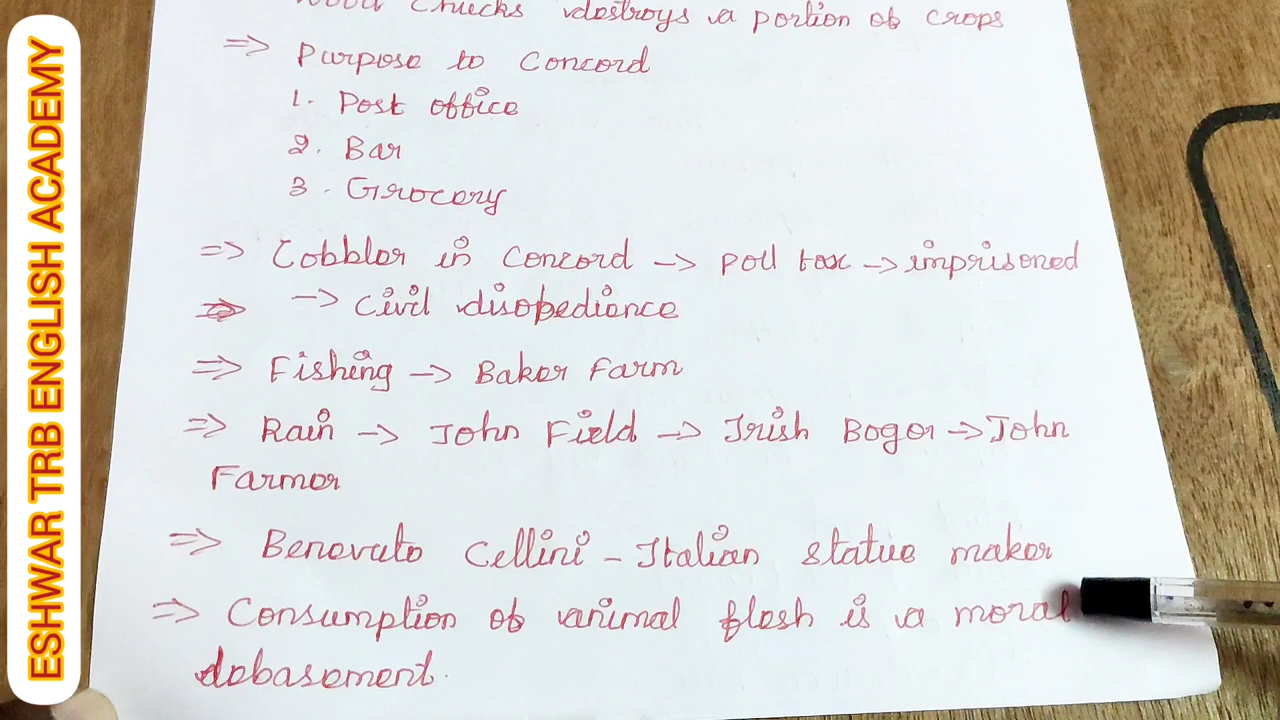 ESHWAR TRB ENGLISH ACADEMY
Wood Chucks destroys a portion of crops
=> Purpose to Concord
1. Post office
2. Bar
3. Grocery
=> Cobbler in Concord -> poll tax -> imprisoned
-> Civil disobedience
=> Fishing -> Baker Farm
=> Rain -> John Field -> Irish Boger -> John
Farmer
=> Benevuto Cellini - Italian statue maker
=> Consumption of animal flesh is a moral
debasement.